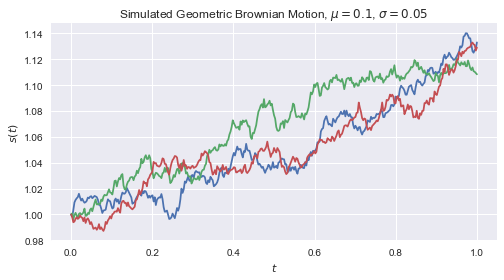 Simulated Geometric Brownian Motion, μ = 0.1, σ = 0.05
1.14
1.12
1.10
1.08
1.06
1.04
1.02
1.00
0.98
s(t)
0.0 0.2 0.4 0.6 0.8 1.0
t